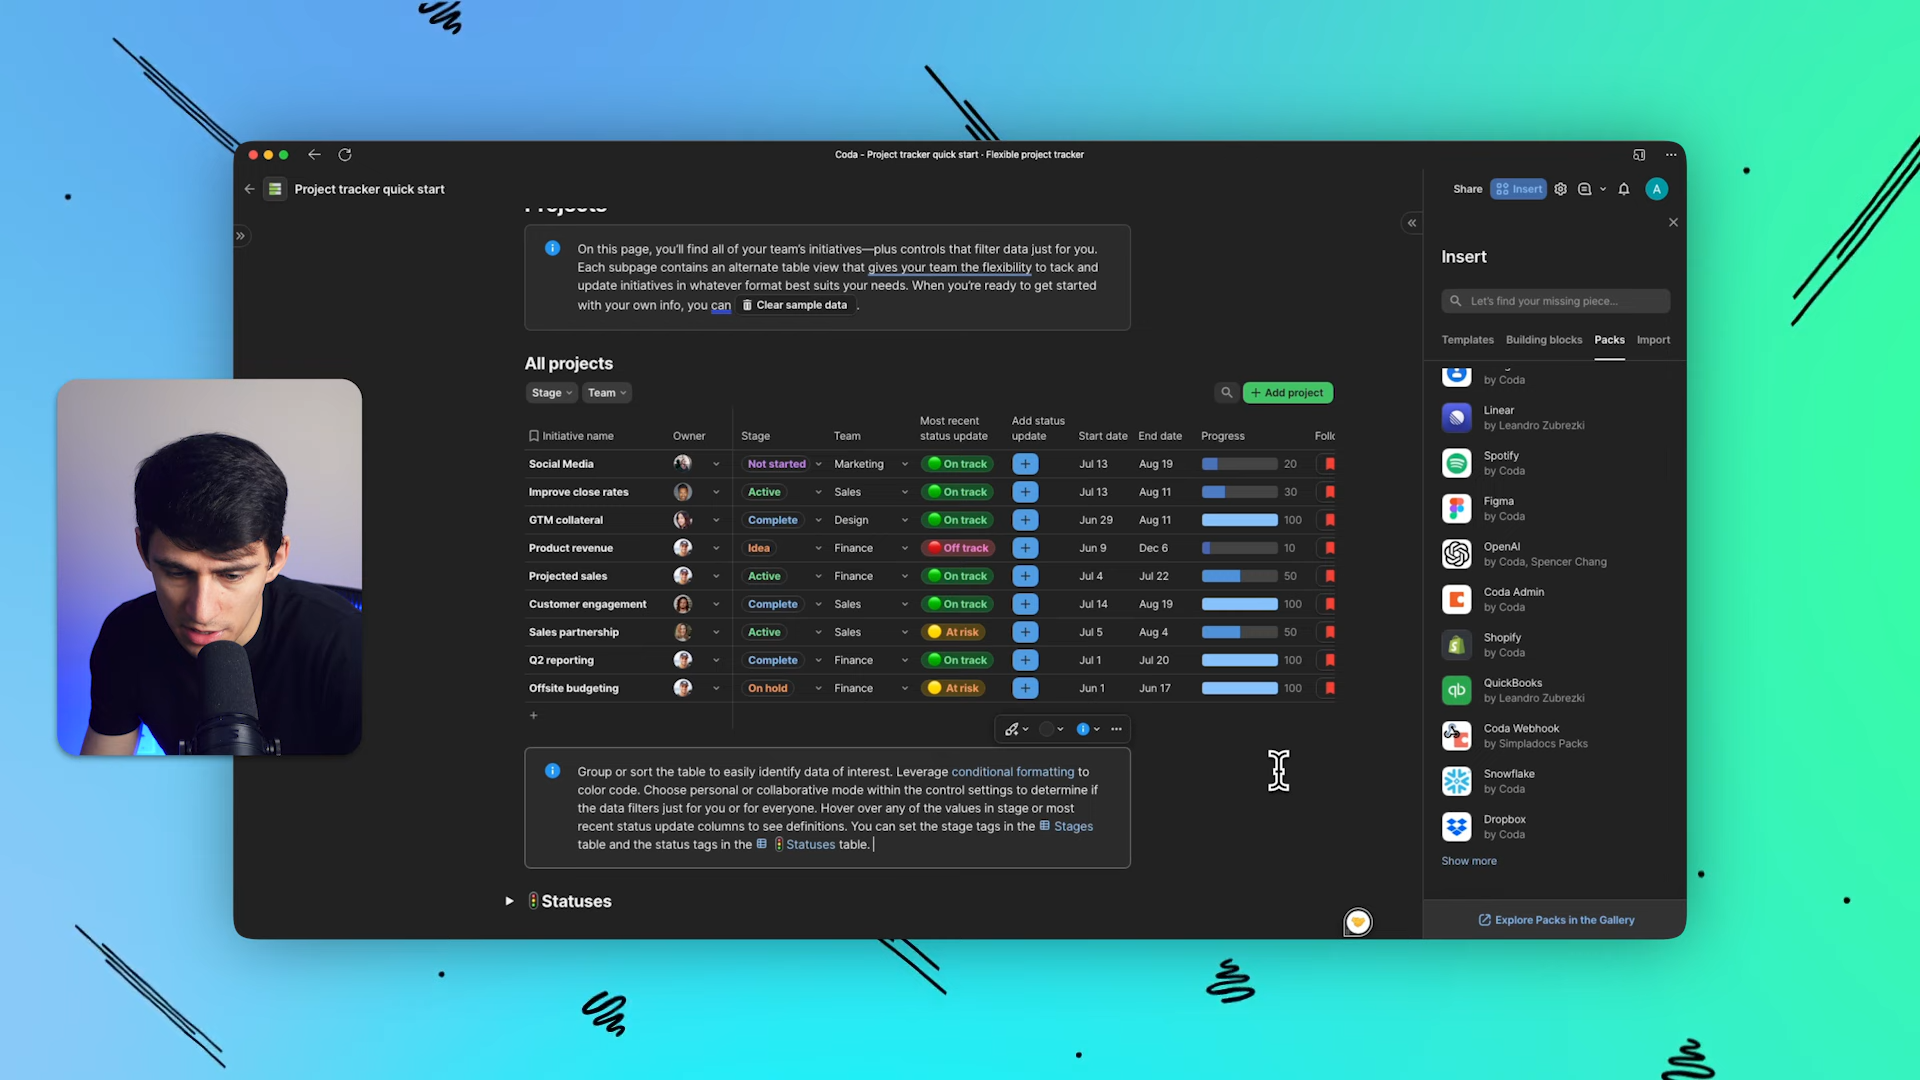 Coda - Project tracker quick start · Flexible project tracker
Project tracker quick start
Share
Insert
A
Projects
On this page, you'll find all of your team's initiatives—plus controls that filter data just for you.
Each subpage contains an alternate table view that gives your team the flexibility to tack and
update initiatives in whatever format best suits your needs. When you're ready to get started
with your own info, you can Clear sample data .
All projects
Stage Team
+ Add project
Initiative name Owner Stage Team Most recent status update Add status update Start date End date Progress
Social Media Not started Marketing On track + Jul 13 Aug 19 20
Improve close rates Active Sales On track + Jul 13 Aug 11 30
GTM collateral Complete Design On track + Jun 29 Aug 11 100
Product revenue Idea Finance Off track + Jun 9 Dec 6 10
Projected sales Active Finance On track + Jul 4 Jul 22 50
Customer engagement Complete Sales On track + Jul 14 Aug 19 100
Sales partnership Active Sales At risk + Jul 5 Aug 4 50
Q2 reporting Complete Finance On track + Jul 1 Jul 20 100
Offsite budgeting On hold Finance At risk + Jun 1 Jun 17 100
+
Group or sort the table to easily identify data of interest. Leverage conditional formatting to
color code. Choose personal or collaborative mode within the control settings to determine if
the data filters just for you or for everyone. Hover over any of the values in stage or most
recent status update columns to see definitions. You can set the stage tags in the Stages
table and the status tags in the Statuses table.
Statuses
Insert
Let's find your missing piece...
Templates Building blocks Packs Import
by Coda
Linear
by Leandro Zubrezki
Spotify
by Coda
Figma
by Coda
OpenAI
by Coda, Spencer Chang
Coda Admin
by Coda
Shopify
by Coda
qb
QuickBooks
by Leandro Zubrezki
Coda Webhook
by Simpladocs Packs
Snowflake
by Coda
Dropbox
by Coda
Show more
Explore Packs in the Gallery